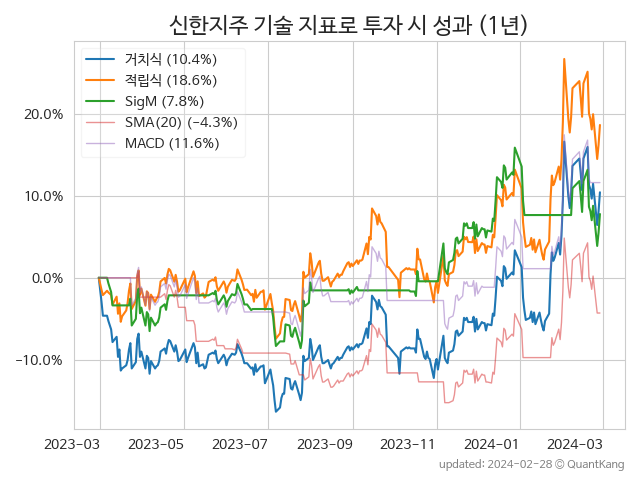 신한지주 기술 지표로 투자 시 성과 (1년)
거치식 (10.4%)
적립식 (18.6%)
SigM (7.8%)
SMA(20) (−4.3%)
MACD (11.6%)
20.0%
10.0%
0.0%
−10.0%
2023-03 2023-05 2023-07 2023-09 2023-11 2024-01 2024-03
updated: 2024-02-28 © QuantKang